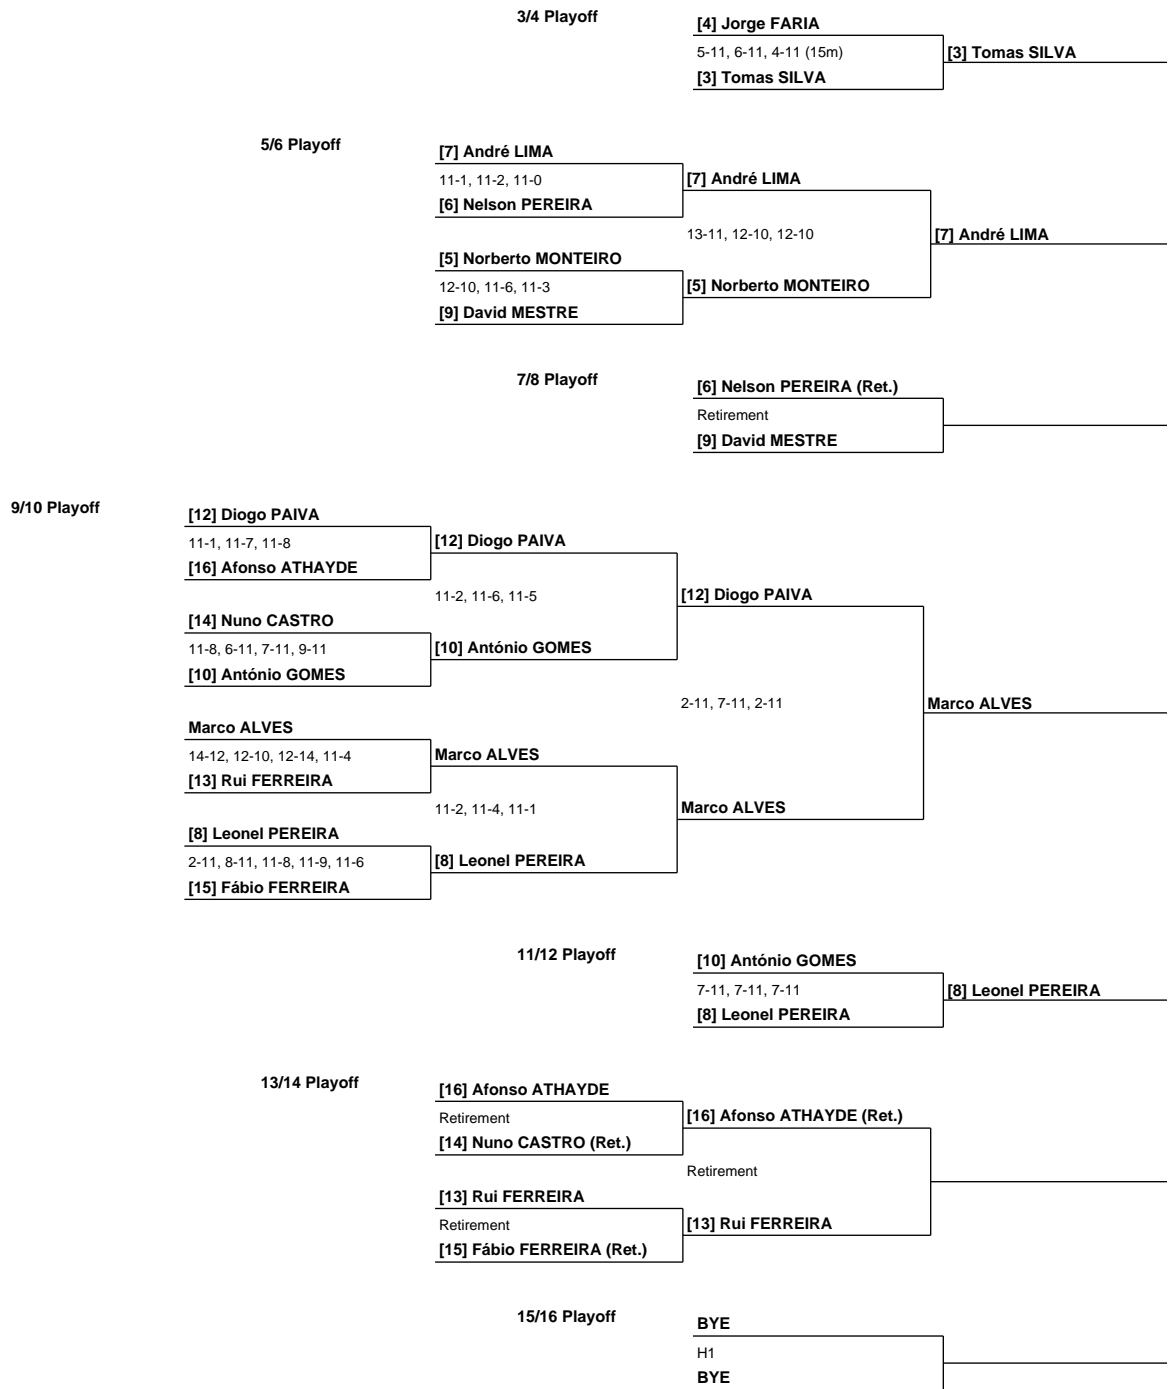 3/4 Playoff
[4] Jorge FARIA
5-11, 6-11, 4-11 (15m)
[3] Tomas SILVA
[3] Tomas SILVA
5/6 Playoff
[7] André LIMA
11-1, 11-2, 11-0
[7] André LIMA
[6] Nelson PEREIRA
13-11, 12-10, 12-10
[7] André LIMA
[5] Norberto MONTEIRO
12-10, 11-6, 11-3
[5] Norberto MONTEIRO
[9] David MESTRE
7/8 Playoff
[6] Nelson PEREIRA (Ret.)
Retirement
[9] David MESTRE
9/10 Playoff
[12] Diogo PAIVA
11-1, 11-7, 11-8
[12] Diogo PAIVA
[16] Afonso ATHAYDE
11-2, 11-6, 11-5
[12] Diogo PAIVA
[14] Nuno CASTRO
11-8, 6-11, 7-11, 9-11
[10] António GOMES
[10] António GOMES
2-11, 7-11, 2-11
Marco ALVES
Marco ALVES
14-12, 12-10, 12-14, 11-4
Marco ALVES
[13] Rui FERREIRA
11-2, 11-4, 11-1
Marco ALVES
[8] Leonel PEREIRA
2-11, 8-11, 11-8, 11-9, 11-6
[8] Leonel PEREIRA
[15] Fábio FERREIRA
11/12 Playoff
[10] António GOMES
7-11, 7-11, 7-11
[8] Leonel PEREIRA
[8] Leonel PEREIRA
13/14 Playoff
[16] Afonso ATHAYDE
Retirement
[16] Afonso ATHAYDE (Ret.)
[14] Nuno CASTRO (Ret.)
Retirement
[13] Rui FERREIRA
Retirement
[13] Rui FERREIRA
[15] Fábio FERREIRA (Ret.)
15/16 Playoff
BYE
H1
BYE